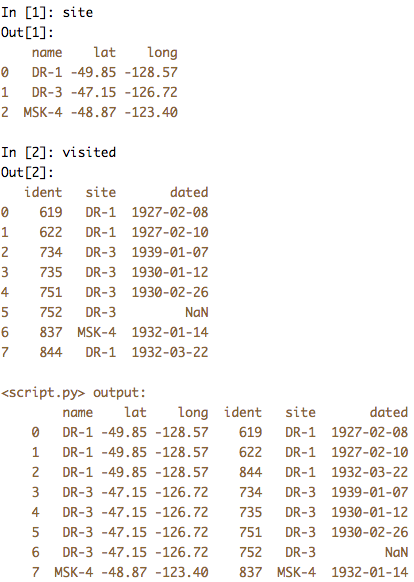 In [1]: site
Out[1]:
    name    lat    long
0   DR-1 -49.85 -128.57
1   DR-3 -47.15 -126.72
2  MSK-4 -48.87 -123.40
In [2]: visited
Out[2]:
   ident   site       dated
0    619   DR-1  1927-02-08
1    622   DR-1  1927-02-10
2    734   DR-3  1939-01-07
3    735   DR-3  1930-01-12
4    751   DR-3  1930-02-26
5    752   DR-3         NaN
6    837  MSK-4  1932-01-14
7    844   DR-1  1932-03-22
<script.py> output:
        name    lat    long  ident   site       dated
    0   DR-1 -49.85 -128.57    619   DR-1  1927-02-08
    1   DR-1 -49.85 -128.57    622   DR-1  1927-02-10
    2   DR-1 -49.85 -128.57    844   DR-1  1932-03-22
    3   DR-3 -47.15 -126.72    734   DR-3  1939-01-07
    4   DR-3 -47.15 -126.72    735   DR-3  1930-01-12
    5   DR-3 -47.15 -126.72    751   DR-3  1930-02-26
    6   DR-3 -47.15 -126.72    752   DR-3         NaN
    7  MSK-4 -48.87 -123.40    837  MSK-4  1932-01-14